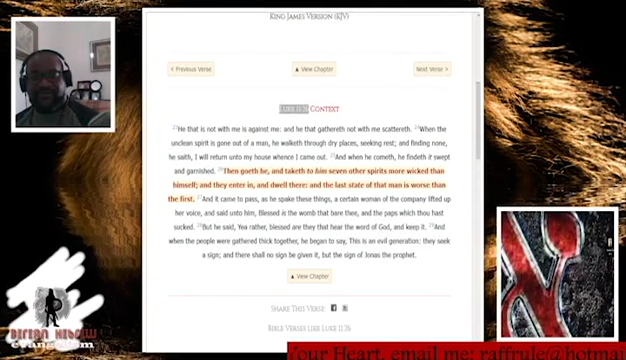 KING JAMES VERSION (KJV)
< Previous Verse
▲ View Chapter
Next Verse >
LUKE 11:26 CONTEXT
23He that is not with me is against me: and he that gathereth not with me scattereth. 24When the
unclean spirit is gone out of a man, he walketh through dry places, seeking rest; and finding none,
he saith, I will return unto my house whence I came out. 25And when he cometh, he findeth it swept
and garnished. 26Then goeth he, and taketh to him seven other spirits more wicked than
himself; and they enter in, and dwell there: and the last state of that man is worse than
the first. 27And it came to pass, as he spake these things, a certain woman of the company lifted up
her voice, and said unto him, Blessed is the womb that bare thee, and the paps which thou hast
sucked. 28But he said, Yea rather, blessed are they that hear the word of God, and keep it. 29And
when the people were gathered thick together, he began to say, This is an evil generation: they seek
a sign; and there shall no sign be given it, but the sign of Jonas the prophet.
▲ View Chapter
SHARE THIS VERSE:
BIBLE VERSES LIKE LUKE 11:26
Your Heart, email me: